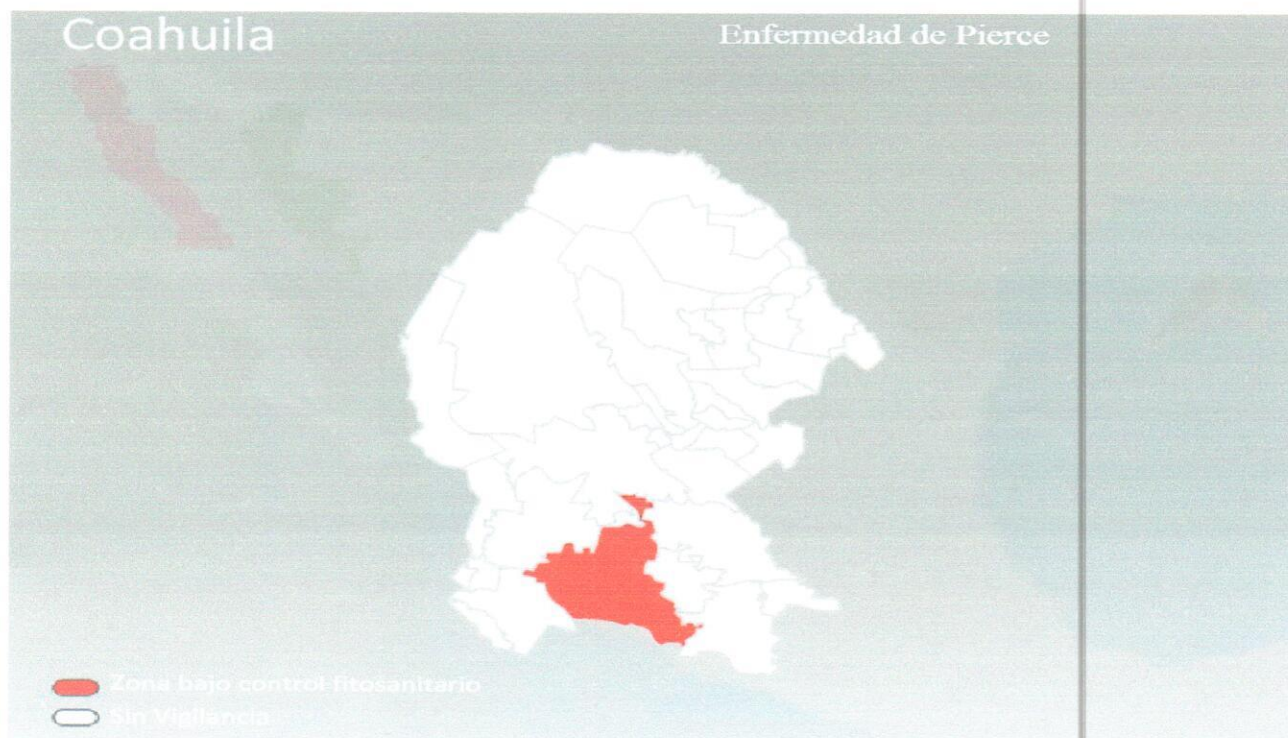 Coahuila
Enfermedad de Pierce
Zona bajo control fitosanitario
Sin Vigilancia